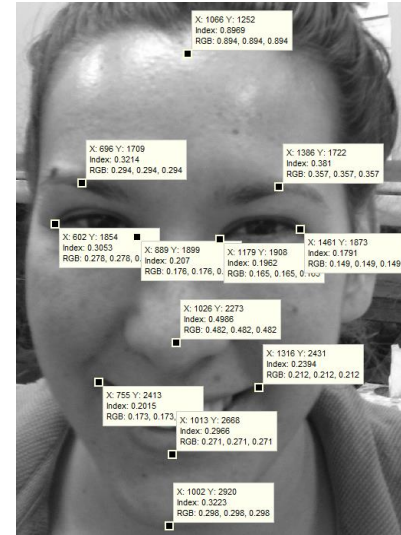 X: 1066 Y: 1252
Index: 0.8969
RGB: 0.894, 0.894, 0.894
X: 696 Y: 1709
Index: 0.3214
RGB: 0.294, 0.294, 0.294
X: 1386 Y: 1722
Index: 0.381
RGB: 0.357, 0.357, 0.357
X: 602 Y: 1854
Index: 0.3053
RGB: 0.278, 0.278, 0.
X: 889 Y: 1899
Index: 0.207
RGB: 0.176, 0.176, 0.
X: 1179 Y: 1908
Index: 0.1962
RGB: 0.165, 0.165, 0.165
X: 1461 Y: 1873
Index: 0.1791
RGB: 0.149, 0.149, 0.149
X: 1026 Y: 2273
Index: 0.4986
RGB: 0.482, 0.482, 0.482
X: 1316 Y: 2431
Index: 0.2394
RGB: 0.212, 0.212, 0.212
X: 755 Y: 2413
Index: 0.2015
RGB: 0.173, 0.173,
X: 1013 Y: 2668
Index: 0.2966
RGB: 0.271, 0.271, 0.271
X: 1002 Y: 2920
Index: 0.3223
RGB: 0.298, 0.298, 0.298